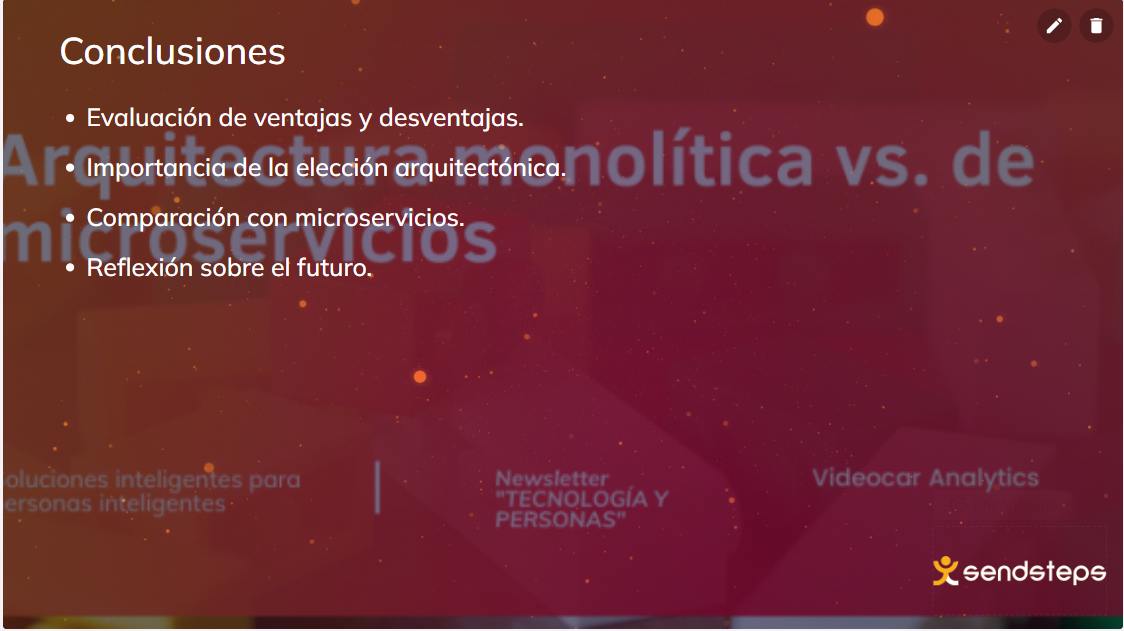 Conclusiones
• Evaluación de ventajas y desventajas.
• Importancia de la elección arquitectónica.
• Comparación con microservicios.
• Reflexión sobre el futuro.
Arquitectura monolítica vs. de
microservicios
oluciones inteligentes para
ersonas inteligentes
Newsletter
"TECNOLOGÍA Y
PERSONAS"
Videocar Analytics
sendsteps